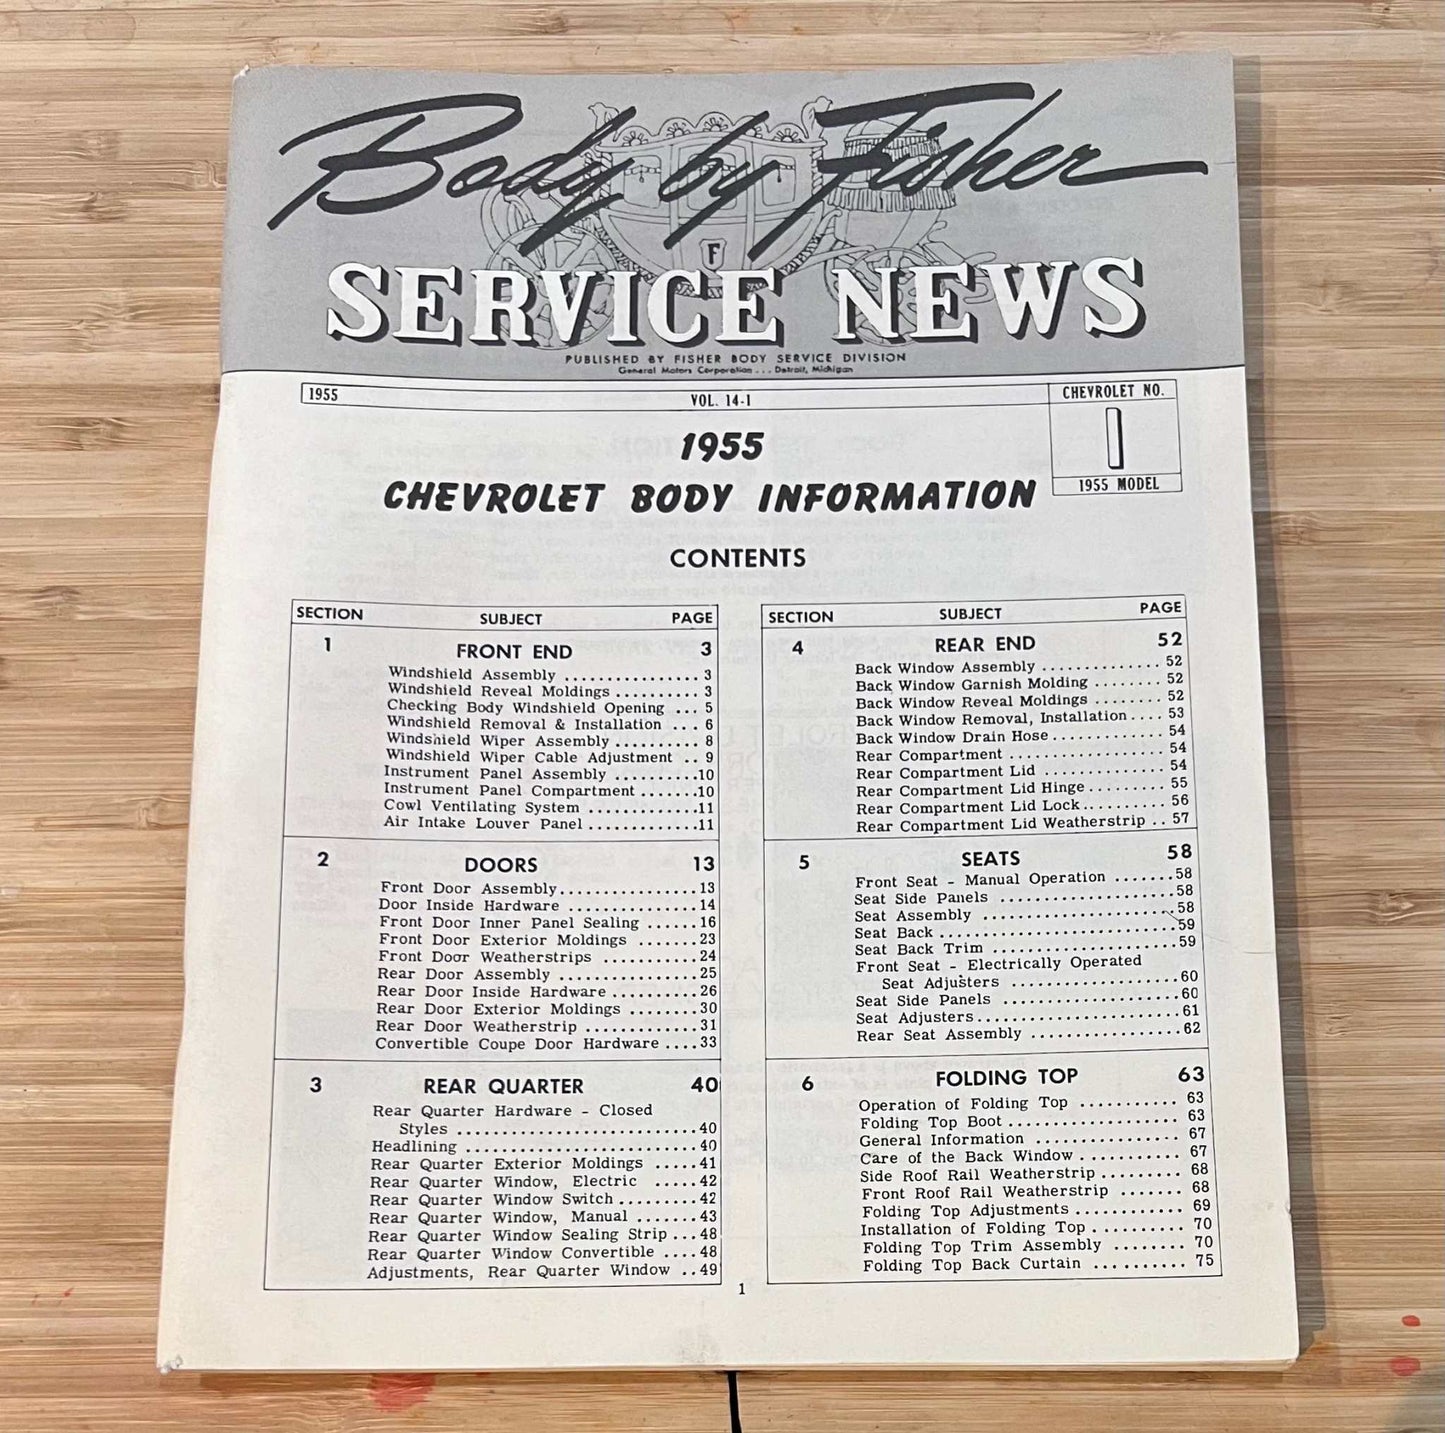 Body by Fisher
F
SERVICE NEWS
PUBLISHED BY FISHER BODY SERVICE DIVISION
General Motors Corporation . . . Detroit, Michigan
1955
VOL. 14-1
CHEVROLET NO.
1
1955 MODEL
1955
CHEVROLET BODY INFORMATION
CONTENTS
SECTION SUBJECT PAGE
1 FRONT END 3
Windshield Assembly ................ 3
Windshield Reveal Moldings .......... 3
Checking Body Windshield Opening ... 5
Windshield Removal & Installation ... 6
Windshield Wiper Assembly .......... 8
Windshield Wiper Cable Adjustment .. 9
Instrument Panel Assembly .........10
Instrument Panel Compartment .......10
Cowl Ventilating System .............11
Air Intake Louver Panel .............11
2 DOORS 13
Front Door Assembly................13
Door Inside Hardware ...............14
Front Door Inner Panel Sealing ......16
Front Door Exterior Moldings .......23
Front Door Weatherstrips ...........24
Rear Door Assembly ................25
Rear Door Inside Hardware ..........26
Rear Door Exterior Moldings ........30
Rear Door Weatherstrip .............31
Convertible Coupe Door Hardware ....33
3 REAR QUARTER 40
Rear Quarter Hardware - Closed
Styles ............................40
Headlining ...........................40
Rear Quarter Exterior Moldings .....41
Rear Quarter Window, Electric .....42
Rear Quarter Window Switch.........42
Rear Quarter Window, Manual .......43
Rear Quarter Window Sealing Strip ...48
Rear Quarter Window Convertible ....48
Adjustments, Rear Quarter Window ..49
SECTION SUBJECT PAGE
4 REAR END 52
Back Window Assembly .............. 52
Back Window Garnish Molding ........ 52
Back Window Reveal Moldings ........ 52
Back Window Removal, Installation .... 53
Back Window Drain Hose ............. 54
Rear Compartment .................. 54
Rear Compartment Lid .............. 54
Rear Compartment Lid Hinge ......... 55
Rear Compartment Lid Lock.......... 56
Rear Compartment Lid Weatherstrip .. 57
5 SEATS 58
Front Seat - Manual Operation .......58
Seat Side Panels ....................58
Seat Assembly ......................58
Seat Back ...........................59
Seat Back Trim ......................59
Front Seat - Electrically Operated
Seat Adjusters ....................60
Seat Side Panels .....................60
Seat Adjusters........................61
Rear Seat Assembly ..................62
6 FOLDING TOP 63
Operation of Folding Top ........... 63
Folding Top Boot.................... 63
General Information ................. 67
Care of the Back Window ............ 67
Side Roof Rail Weatherstrip .......... 68
Front Roof Rail Weatherstrip ....... 68
Folding Top Adjustments ............ 69
Installation of Folding Top .......... 70
Folding Top Trim Assembly ........ 70
Folding Top Back Curtain .......... 75
1